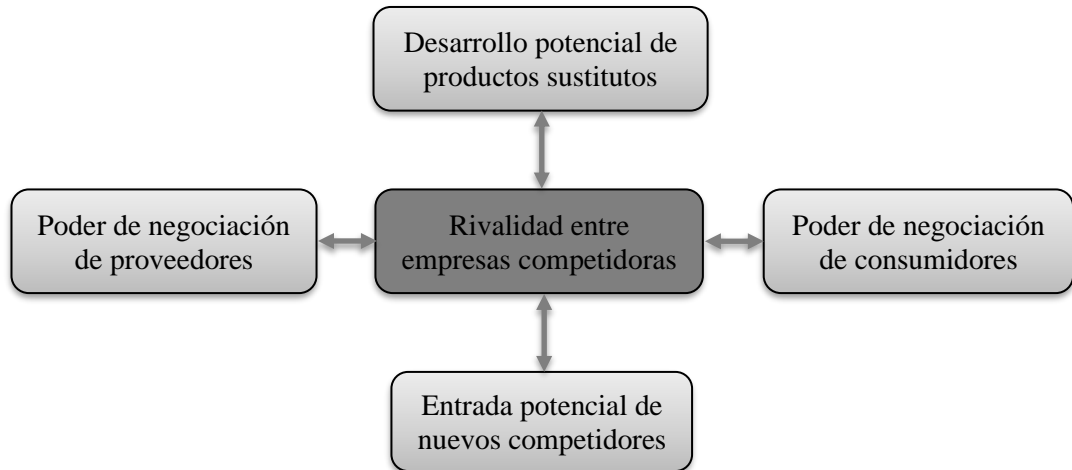 Desarrollo potencial de
productos sustitutos
Poder de negociación
de proveedores
Rivalidad entre
empresas competidoras
Poder de negociación
de consumidores
Entrada potencial de
nuevos competidores